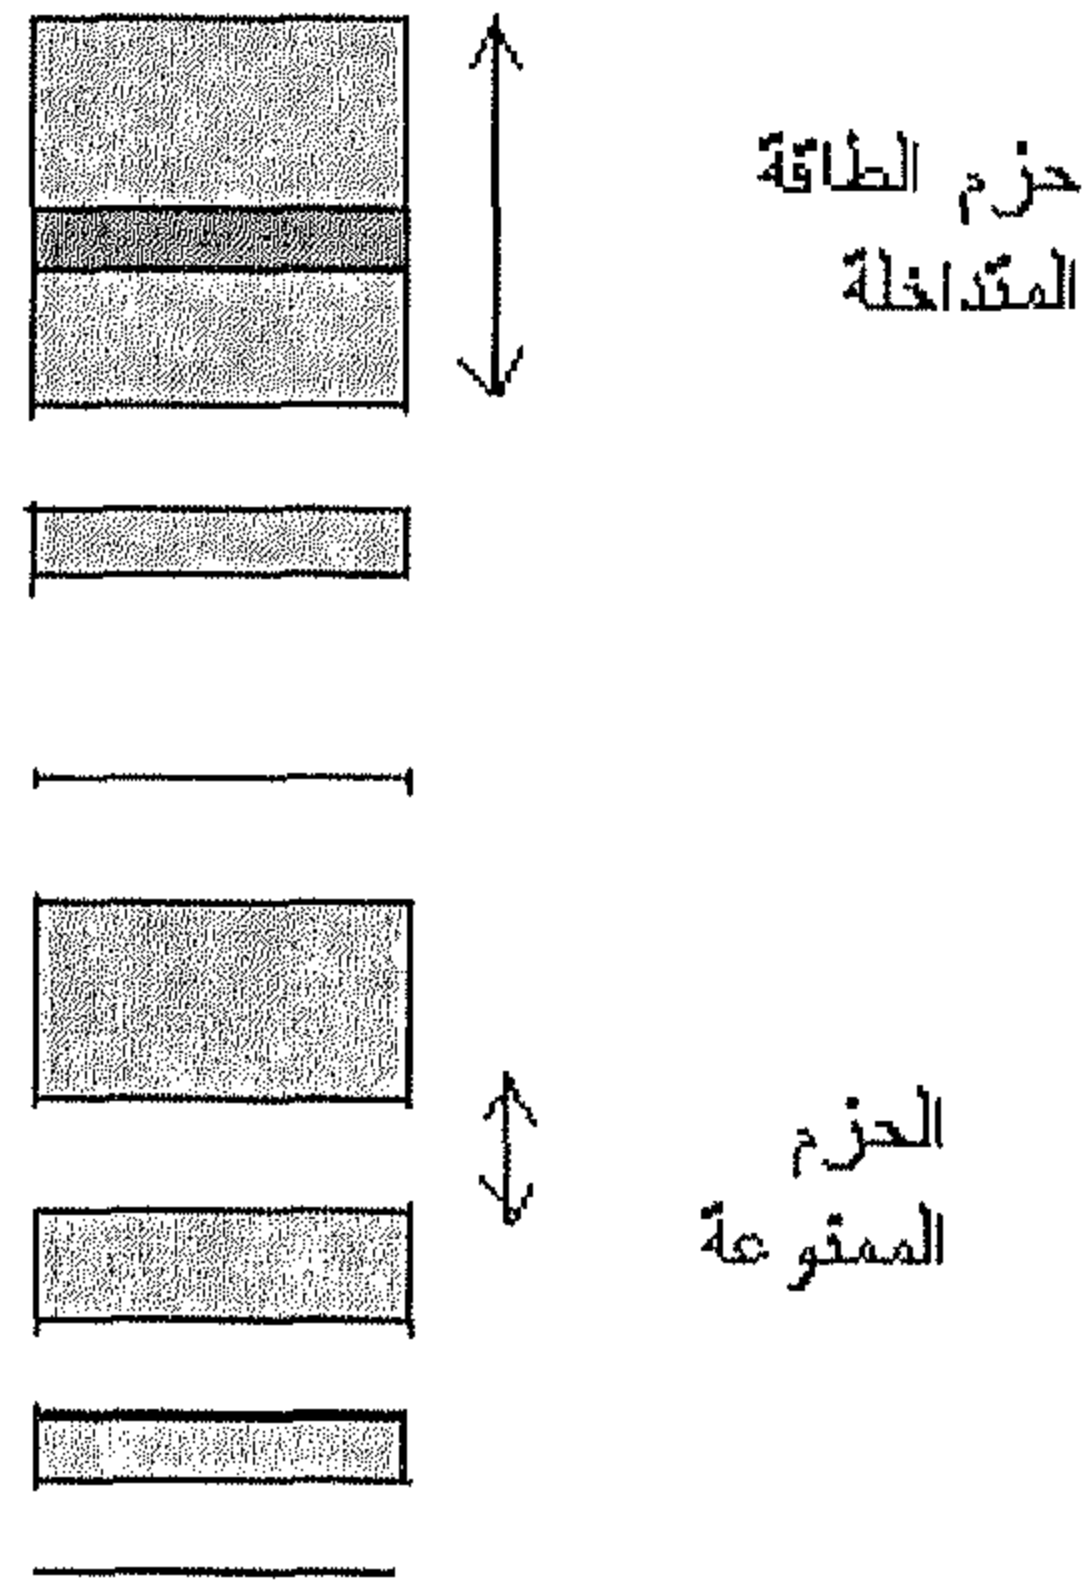 حزم الطاقة
المتداخلة
الحزم
الممنوعة